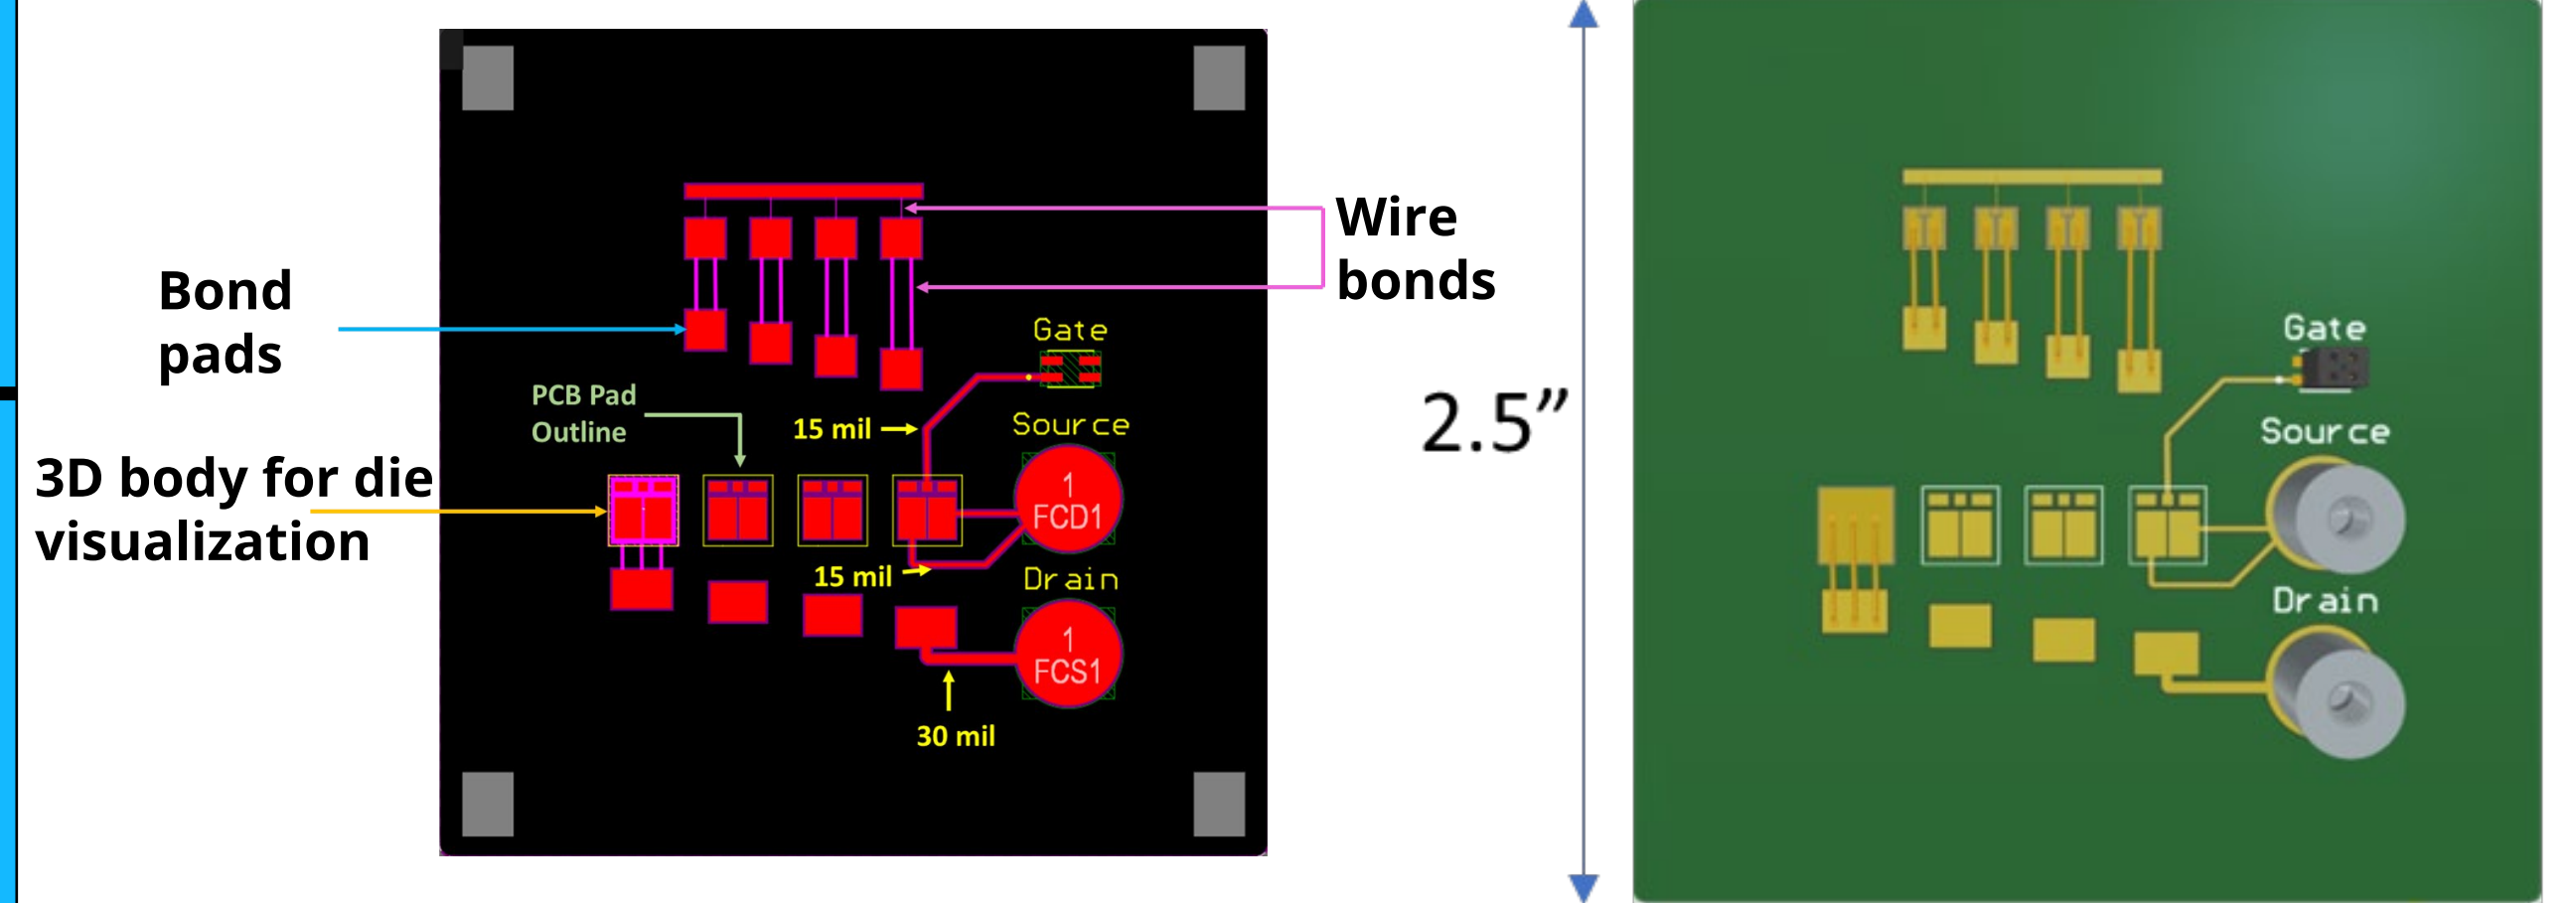 Bond
pads
3D body for die
visualization
PCB Pad
Outline
15 mil
15 mil
30 mil
Gate
Source
1
FCD1
Drain
1
FCS1
Wire
bonds
2.5”
Gate
Source
Drain